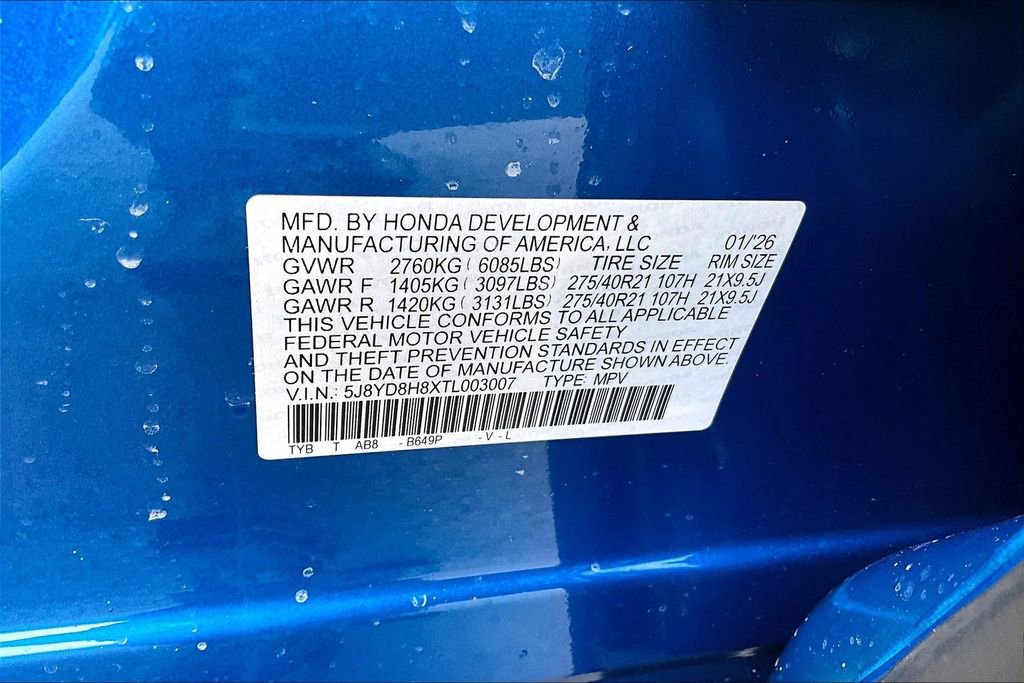 MFD. BY HONDA DEVELOPMENT &
MANUFACTURING OF AMERICA, LLC 01/'26
GVWR 2760KG ( 6085LBS) TIRE SIZE RIM SIZE
GAWR F 1405KG ( 3097LBS) 275/40R21 107H 21X9.5J
GAWR R 1420KG ( 3131LBS) 275/40R21 107H 21X9.5J
THIS VEHICLE CONFORMS TO ALL APPLICABLE
FEDERAL MOTOR VEHICLE SAFETY
AND THEFT PREVENTION STANDARDS IN EFFECT
ON THE DATE OF MANUFACTURE SHOWN ABOVE.
V.I.N.: 5J8YD8H8XTL003007 TYPE: MPV
TYB T AB8 - B649P - V - L